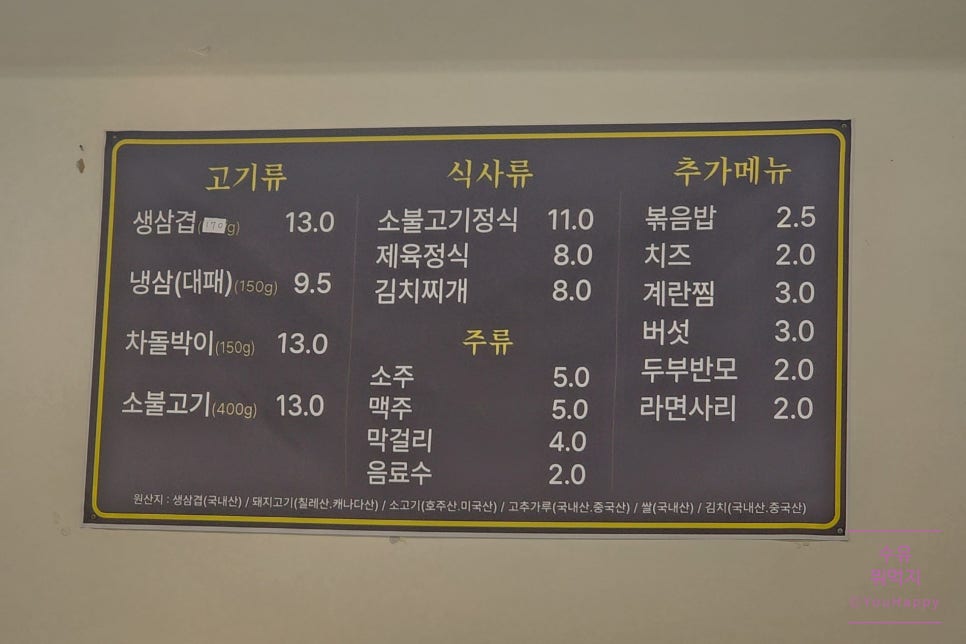 고기류
생삼겹(170g) 13.0
냉삼(대패)(150g) 9.5
차돌박이(150g) 13.0
소불고기(400g) 13.0
식사류
소불고기정식 11.0
제육정식 8.0
김치찌개 8.0
주류
소주 5.0
맥주 5.0
막걸리 4.0
음료수 2.0
추가메뉴
볶음밥 2.5
치즈 2.0
계란찜 3.0
버섯 3.0
두부반모 2.0
라면사리 2.0
원산지 : 생삼겹(국내산) / 돼지고기(칠레산.캐나다산) / 소고기(호주산.미국산) / 고추가루(국내산.중국산) / 쌀(국내산) / 김치(국내산.중국산)